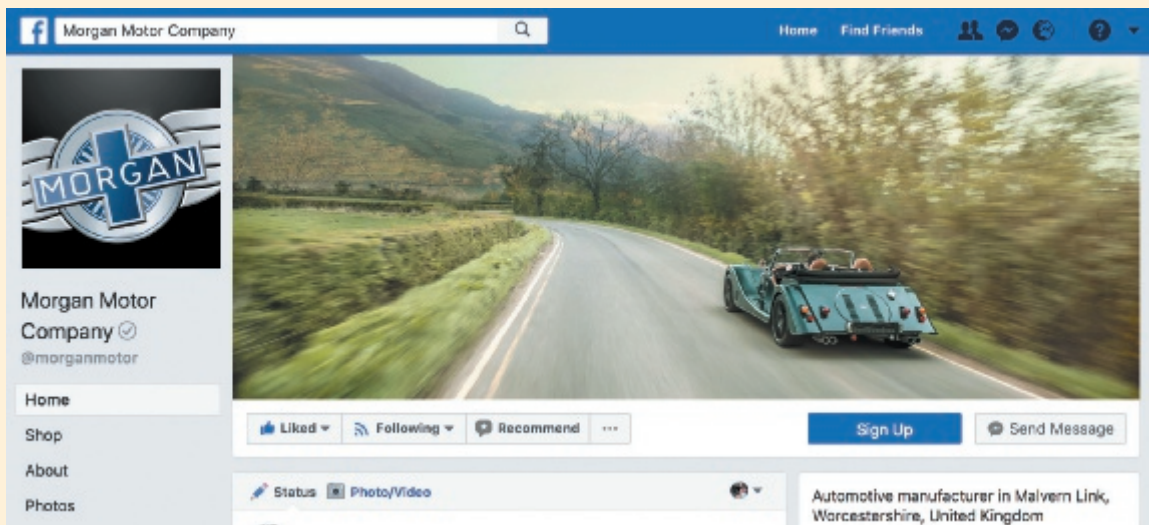 Morgan Motor Company
Home Find Friends
MORGAN
Morgan Motor
Company
@morganmotor
Home
Shop
About
Photos
Liked Following Recommend ...
Sign Up Send Message
Status Photo/Video
Automotive manufacturer in Malvern Link,
Worcestershire, United Kingdom